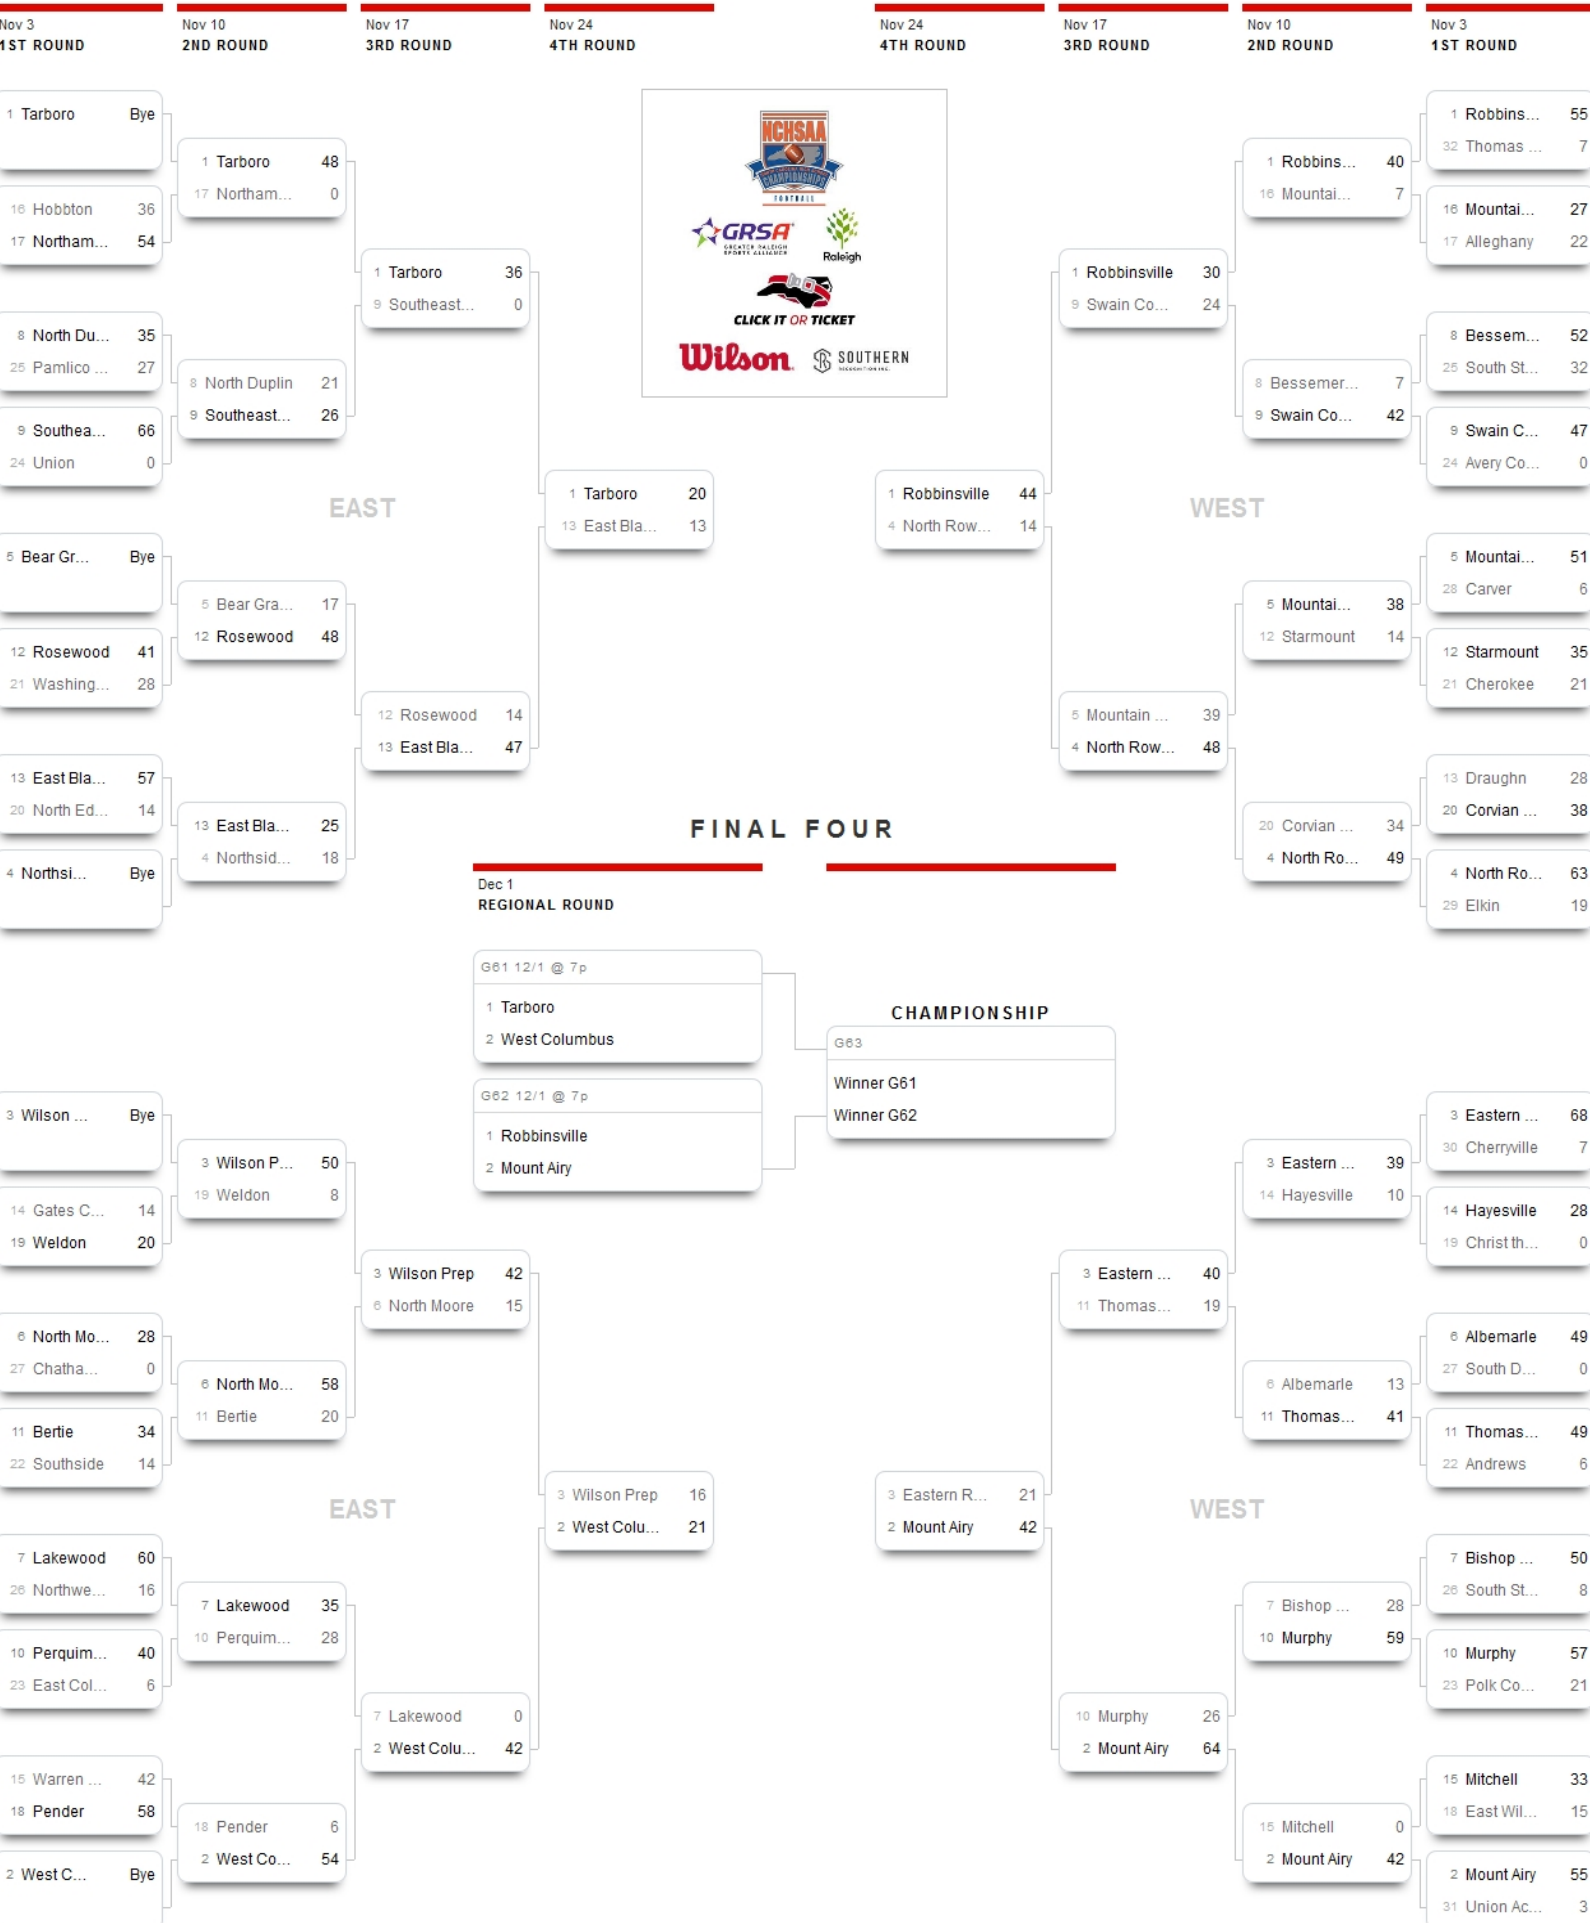 Nov 3
1ST ROUND
Nov 10
2ND ROUND
Nov 17
3RD ROUND
Nov 24
4TH ROUND
Nov 24
4TH ROUND
Nov 17
3RD ROUND
Nov 10
2ND ROUND
Nov 3
1ST ROUND
1 Tarboro Bye
16 Hobbton 36
17 Northam... 54
8 North Du... 35
25 Pamlico ... 27
9 Southea... 66
24 Union 0
5 Bear Gr... Bye
12 Rosewood 41
21 Washing... 28
13 East Bla... 57
20 North Ed... 14
4 Northsi... Bye
1 Tarboro 48
17 Northam... 0
8 North Duplin 21
9 Southeast... 26
5 Bear Gra... 17
12 Rosewood 48
13 East Bla... 25
4 Northsid... 18
1 Tarboro 36
9 Southeast... 0
12 Rosewood 14
13 East Bla... 47
EAST
1 Tarboro 20
13 East Bla... 13
NCHSAA
CHAMPIONSHIPS
FOOTBALL
GRSA
GREATER RALEIGH
SPORTS ALLIANCE
Raleigh
CLICK IT OR TICKET
Wilson
SOUTHERN
RECOGNITION INC.
1 Robbinsville 44
4 North Row... 14
WEST
1 Robbinsville 30
9 Swain Co... 24
5 Mountain ... 39
4 North Row... 48
1 Robbins... 40
16 Mountai... 7
8 Bessemer... 7
9 Swain Co... 42
5 Mountai... 38
12 Starmount 14
20 Corvian ... 34
4 North Ro... 49
1 Robbins... 55
32 Thomas ... 7
16 Mountai... 27
17 Alleghany 22
8 Bessem... 52
25 South St... 32
9 Swain C... 47
24 Avery Co... 0
5 Mountai... 51
28 Carver 6
12 Starmount 35
21 Cherokee 21
13 Draughn 28
20 Corvian ... 38
4 North Ro... 63
29 Elkin 19
FINAL FOUR
Dec 1
REGIONAL ROUND
G61 12/1 @ 7p
1 Tarboro
2 West Columbus
G62 12/1 @ 7p
1 Robbinsville
2 Mount Airy
CHAMPIONSHIP
G63
Winner G61
Winner G62
3 Wilson ... Bye
14 Gates C... 14
19 Weldon 20
6 North Mo... 28
27 Chatha... 0
11 Bertie 34
22 Southside 14
7 Lakewood 60
26 Northwe... 16
10 Perquim... 40
23 East Col... 6
15 Warren ... 42
18 Pender 58
2 West C... Bye
3 Wilson P... 50
19 Weldon 8
6 North Mo... 58
11 Bertie 20
7 Lakewood 35
10 Perquim... 28
18 Pender 6
2 West Co... 54
3 Wilson Prep 42
6 North Moore 15
7 Lakewood 0
2 West Colu... 42
EAST
3 Wilson Prep 16
2 West Colu... 21
3 Eastern R... 21
2 Mount Airy 42
WEST
3 Eastern ... 40
11 Thomas... 19
10 Murphy 26
2 Mount Airy 64
3 Eastern ... 39
14 Hayesville 10
6 Albemarle 13
11 Thomas... 41
7 Bishop ... 28
10 Murphy 59
15 Mitchell 0
2 Mount Airy 42
3 Eastern ... 68
30 Cherryville 7
14 Hayesville 28
19 Christ th... 0
6 Albemarle 49
27 South D... 0
11 Thomas... 49
22 Andrews 6
7 Bishop ... 50
26 South St... 8
10 Murphy 57
23 Polk Co... 21
15 Mitchell 33
18 East Wil... 15
2 Mount Airy 55
31 Union Ac... 3